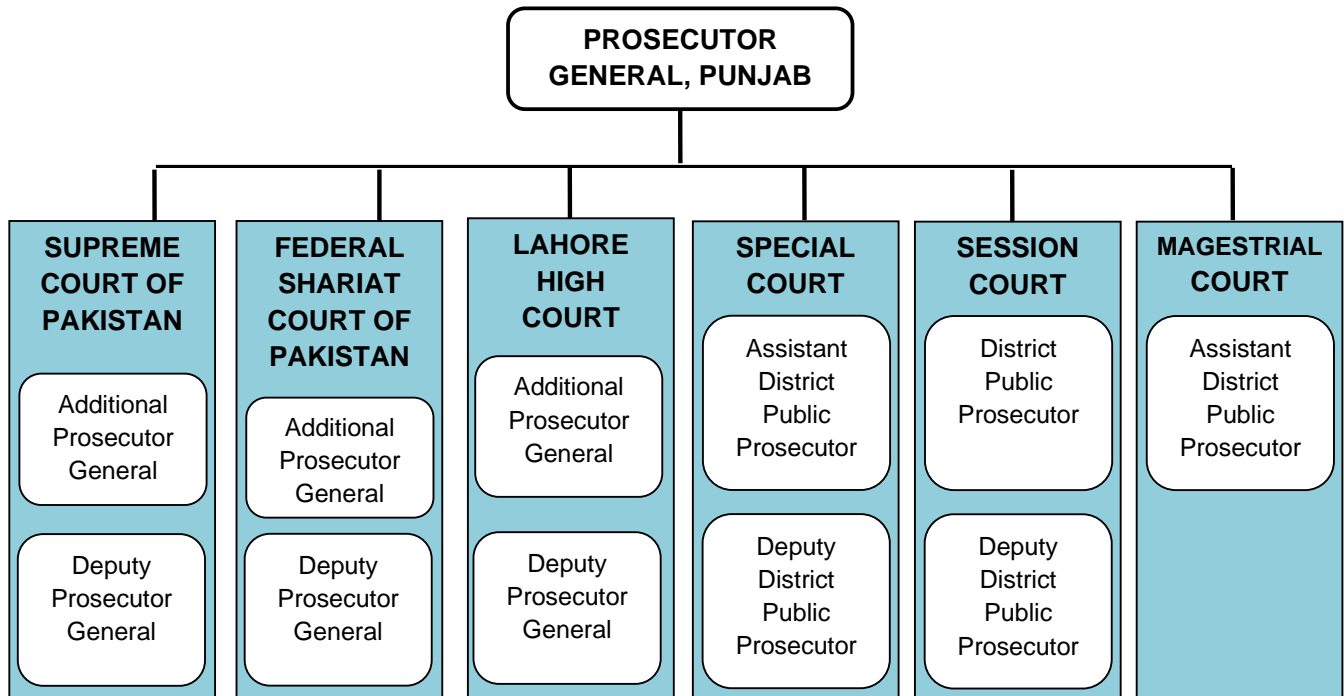 PROSECUTOR
GENERAL, PUNJAB
SUPREME
COURT OF
PAKISTAN
Additional
Prosecutor
General
Deputy
Prosecutor
General
FEDERAL
SHARIAT
COURT OF
PAKISTAN
Additional
Prosecutor
General
Deputy
Prosecutor
General
LAHORE
HIGH
COURT
Additional
Prosecutor
General
Deputy
Prosecutor
General
SPECIAL
COURT
Assistant
District
Public
Prosecutor
Deputy
District
Public
Prosecutor
SESSION
COURT
District
Public
Prosecutor
Deputy
District
Public
Prosecutor
MAGESTRIAL
COURT
Assistant
District
Public
Prosecutor